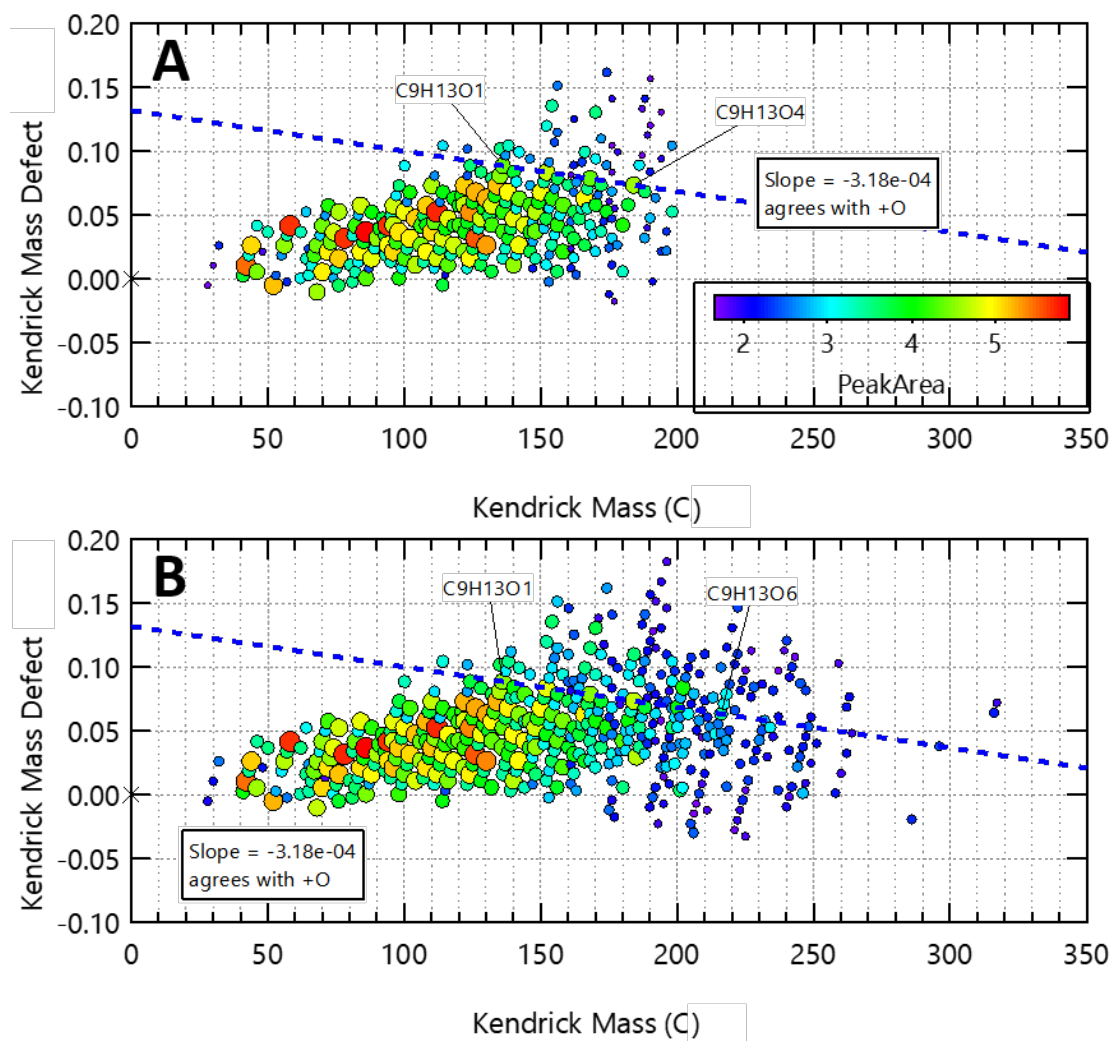 A
0.20
0.15
0.10
0.05
0.00
-0.05
-0.10
Kendrick Mass Defect
C9H13O1
C9H13O4
Slope = -3.18e-04
agrees with +O
2 3 4 5
PeakArea
0 50 100 150 200 250 300 350
Kendrick Mass (C)
B
0.20
0.15
0.10
0.05
0.00
-0.05
-0.10
Kendrick Mass Defect
C9H13O1
C9H13O6
Slope = -3.18e-04
agrees with +O
0 50 100 150 200 250 300 350
Kendrick Mass (C)